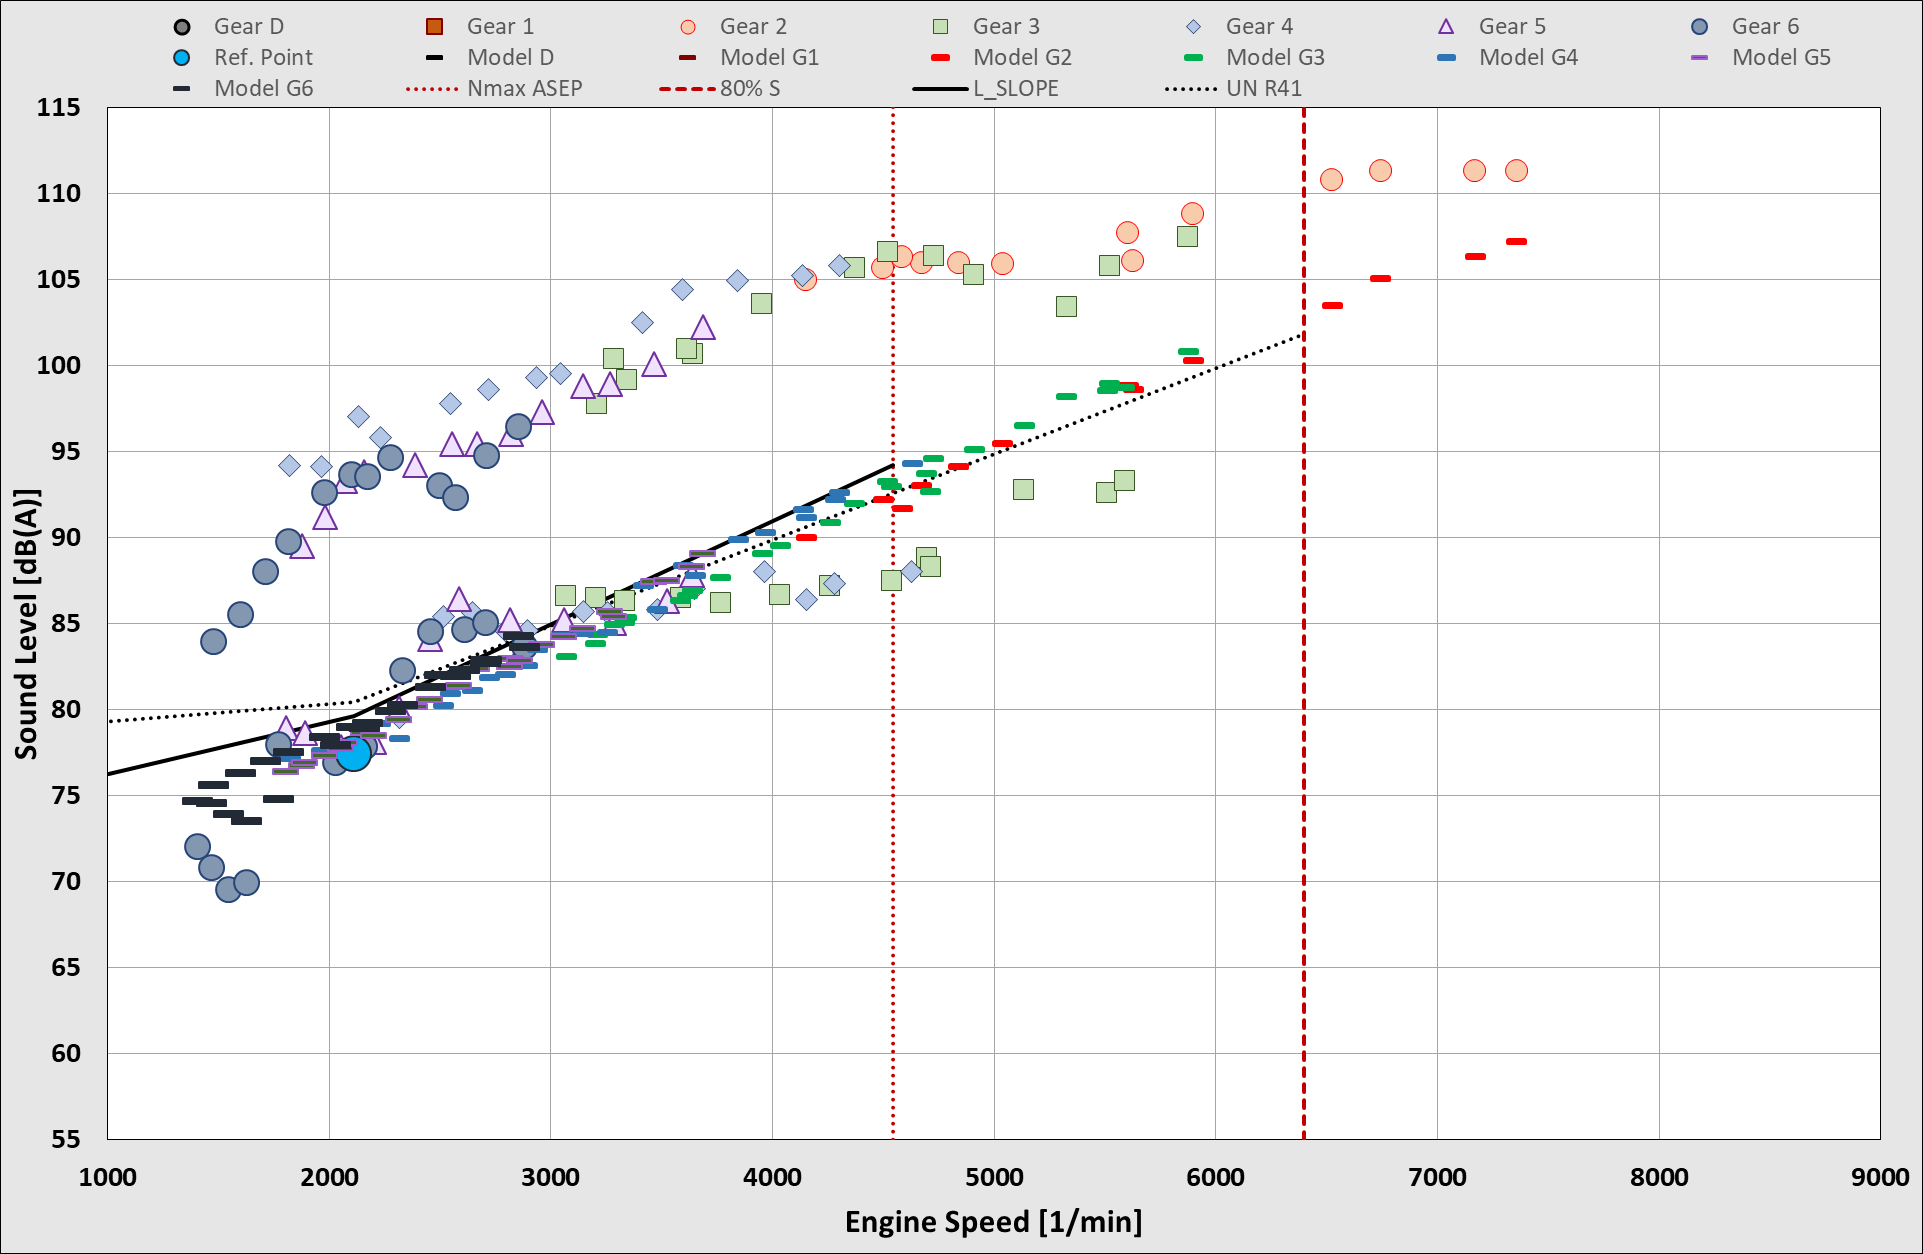 Gear D Gear 1 Gear 2 Gear 3 Gear 4 Gear 5 Gear 6
Ref. Point Model D Model G1 Model G2 Model G3 Model G4 Model G5
Model G6 Nmax ASEP 80% S L_SLOPE UN R41
115
110
105
100
95
90
85
80
75
70
65
60
55
Sound Level [dB(A)]
1000 2000 3000 4000 5000 6000 7000 8000 9000
Engine Speed [1/min]